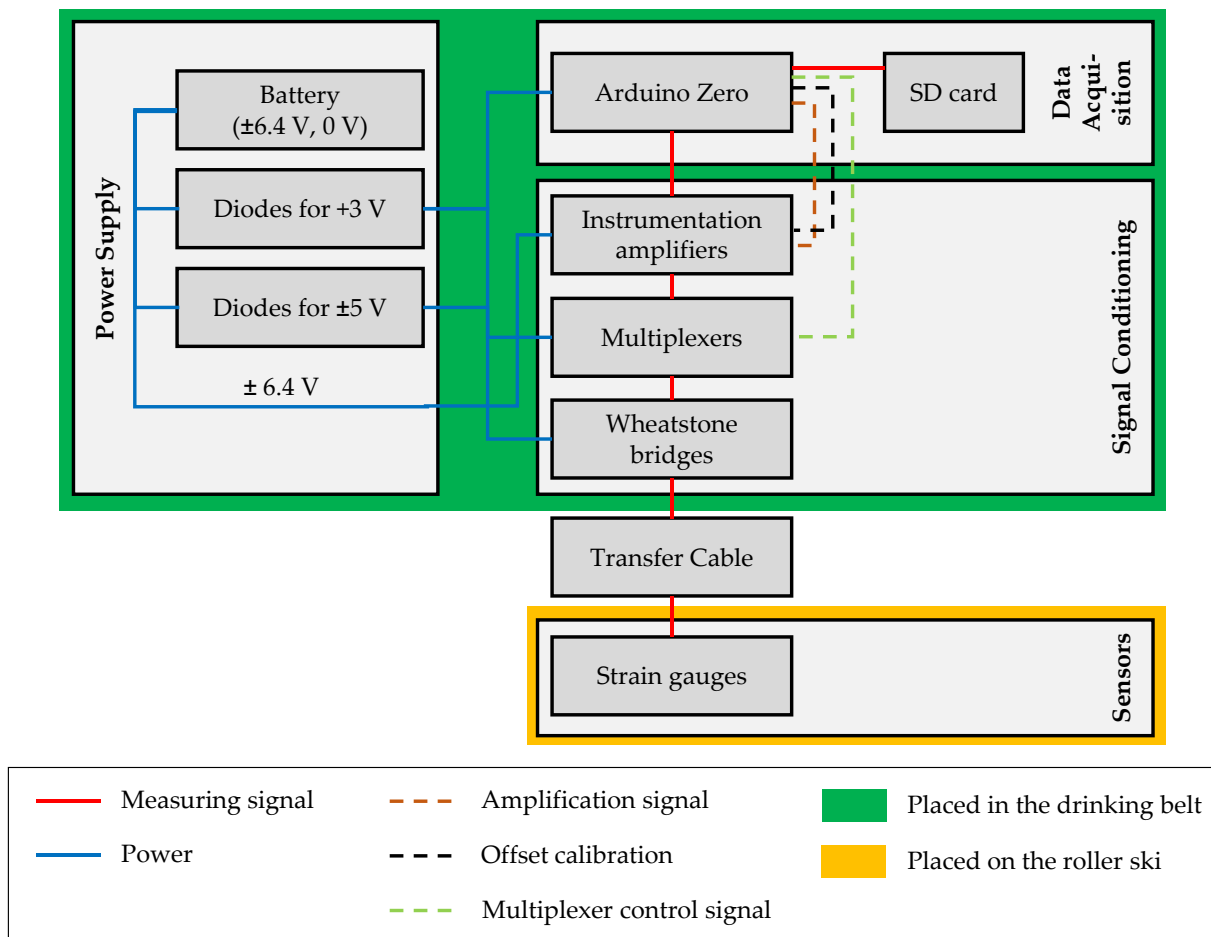 Power Supply
Battery
(±6.4 V, 0 V)
Diodes for +3 V
Diodes for ±5 V
± 6.4 V
Arduino Zero
SD card
Data
Acqui-
sition
Instrumentation
amplifiers
Multiplexers
Wheatstone
bridges
Signal Conditioning
Transfer Cable
Strain gauges
Sensors
Measuring signal
Power
Amplification signal
Offset calibration
Multiplexer control signal
Placed in the drinking belt
Placed on the roller ski